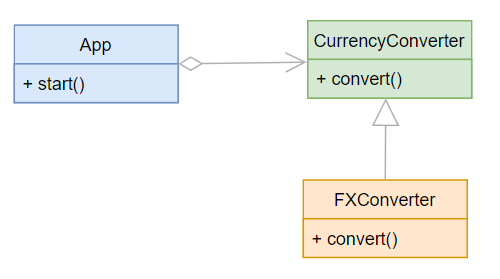 App
+ start()
CurrencyConverter
+ convert()
FXConverter
+ convert()